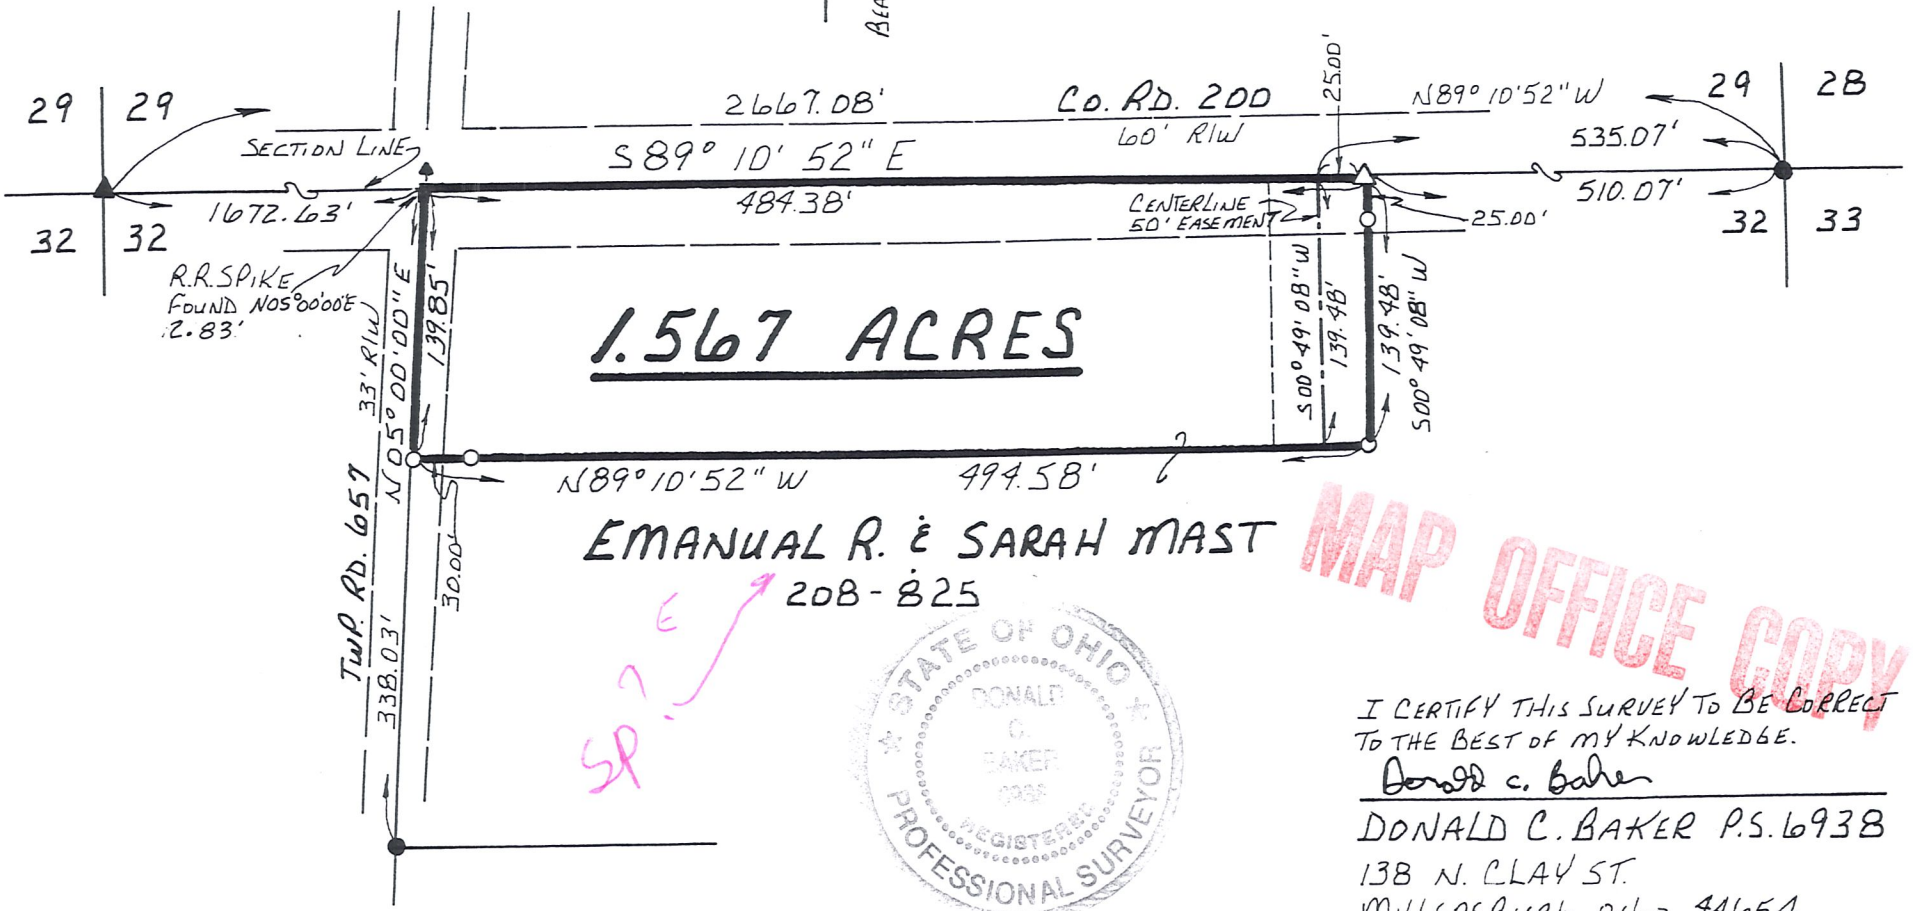 BEA
29 29
2667.08'
CO. RD. 200
60' R/W
25.00'
N89° 10' 52" W
29 28
535.07'
SECTION LINE
S 89° 10' 52" E
1672.63'
484.38'
CENTERLINE
50' EASEMENT
510.07'
25.00'
32 32
32 33
R.R. SPIKE
FOUND N05°00'00"E
2.83'
33' R/W
N 05° 00' 00" E
139.85'
1.567 ACRES
S00° 49' 08" W
139.48'
139.48'
S00° 49' 08" W
N89° 10' 52" W
494.58'
TWP. RD. 657
338.03'
30.00'
EMANUAL R. & SARAH MAST
208-825
E
SP ?
MAP OFFICE COPY
STATE OF OHIO
DONALD
C.
BAKER
REGISTERED
PROFESSIONAL SURVEYOR
I CERTIFY THIS SURVEY TO BE CORRECT
TO THE BEST OF MY KNOWLEDGE.
Donald C. Baker
DONALD C. BAKER P.S. 6938
138 N. CLAY ST.
44654